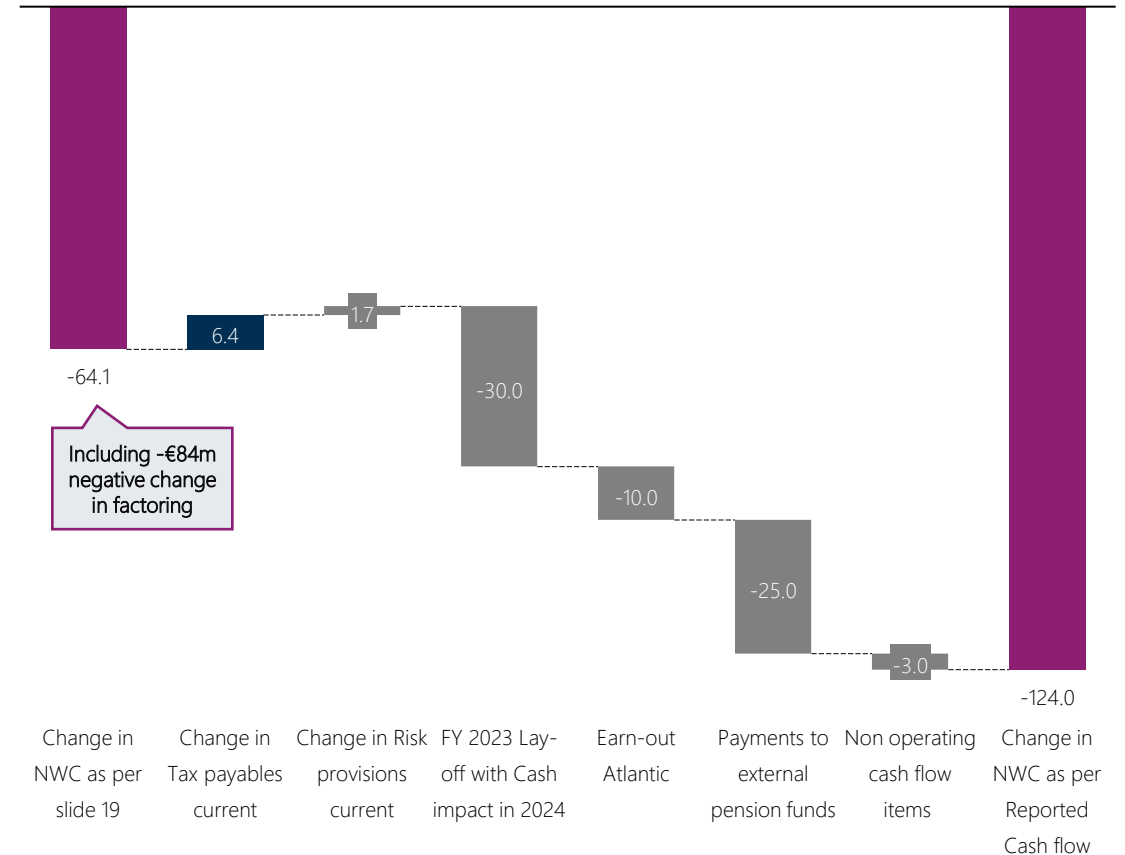 -64.1
Including -€84m
negative change
in factoring
6.4
1.7
-30.0
-10.0
-25.0
-3.0
-124.0
Change in
NWC as per
slide 19
Change in
Tax payables
current
Change in Risk
provisions
current
FY 2023 Lay-
off with Cash
impact in 2024
Earn-out
Atlantic
Payments to
external
pension funds
Non operating
cash flow
items
Change in
NWC as per
Reported
Cash flow